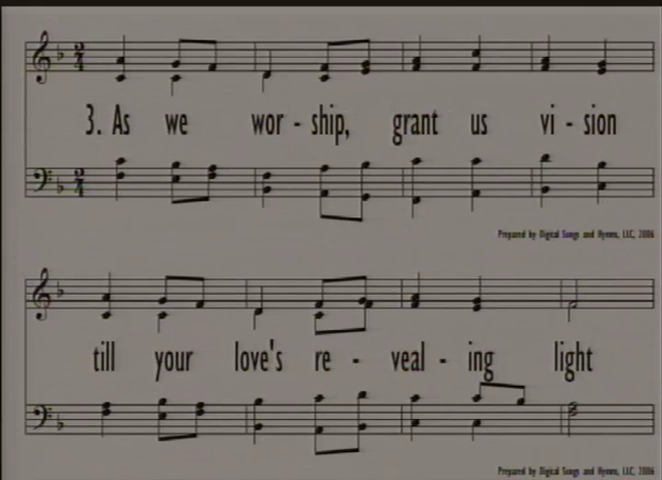 3. As we wor - ship, grant us vi - sion
Prepared by Digital Songs and Hymns, LLC, 2006
till your love's re - veal - ing light
Prepared by Digital Songs and Hymns, LLC, 2006